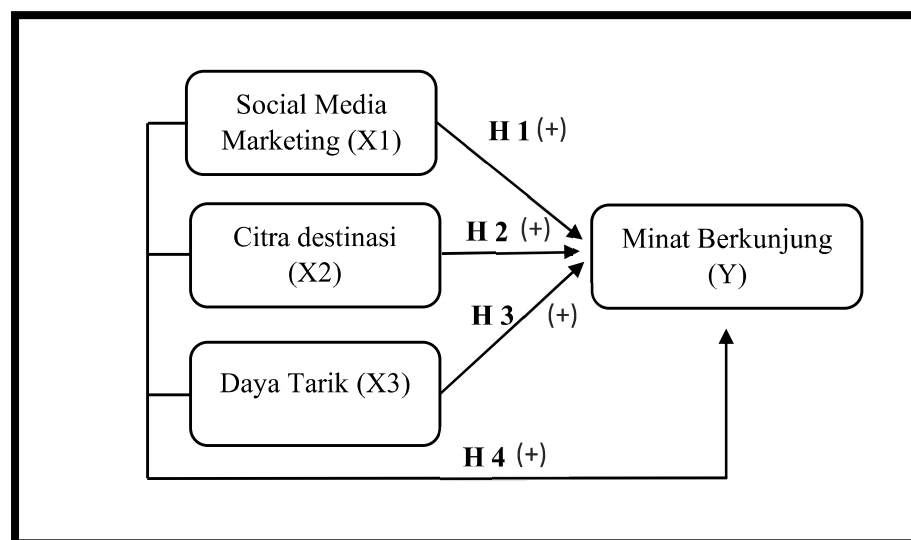 Social Media
Marketing (X1)
H 1 (+)
Citra destinasi
(X2)
H 2 (+)
Minat Berkunjung
(Y)
H 3 (+)
Daya Tarik (X3)
H 4 (+)